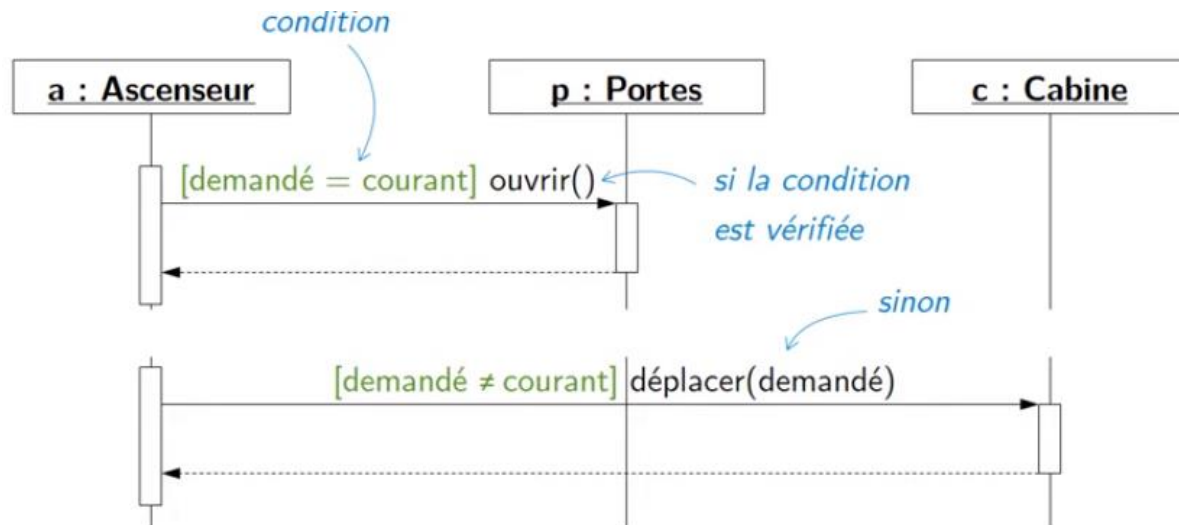 condition
a : Ascenseur
p : Portes
c : Cabine
[demandé = courant] ouvrir()
si la condition
est vérifiée
sinon
[demandé ≠ courant] déplacer(demandé)